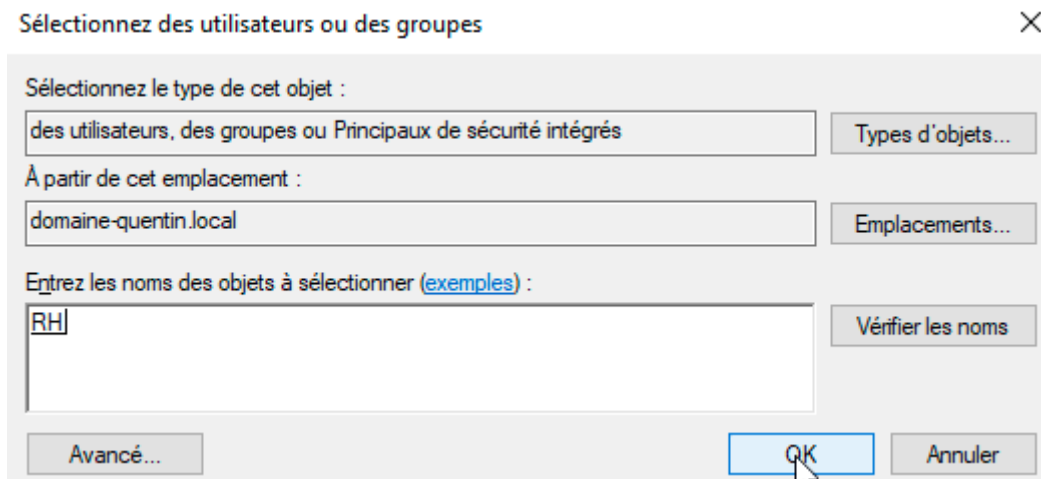 Sélectionnez des utilisateurs ou des groupes
Sélectionnez le type de cet objet :
des utilisateurs, des groupes ou Principaux de sécurité intégrés
Types d'objets...
À partir de cet emplacement :
domaine-quentin.local
Emplacements...
Entrez les noms des objets à sélectionner (exemples) :
RH
Vérifier les noms
Avancé...
OK
Annuler